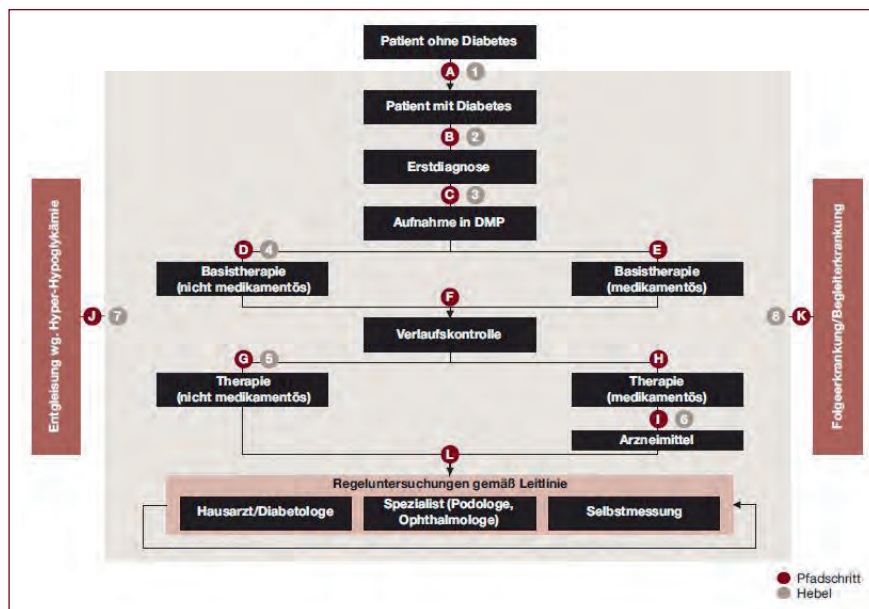 Patient ohne Diabetes
A 1
Patient mit Diabetes
B 2
Erstdiagnose
C 3
Aufnahme in DMP
D 4
E
Basistherapie
(nicht medikamentös)
Basistherapie
(medikamentös)
F
Entgleisung wg. Hyper-Hypoglykämie
J 7
8 K
Folgeerkrankung/Begleiterkrankung
Verlaufskontrolle
G 5
H
Therapie
(nicht medikamentös)
Therapie
(medikamentös)
I 6
Arzneimittel
L
Regeluntersuchungen gemäß Leitlinie
Hausarzt/Diabetologe
Spezialist (Podologe,
Ophthalmologe)
Selbstmessung
Pfadschritt
Hebel